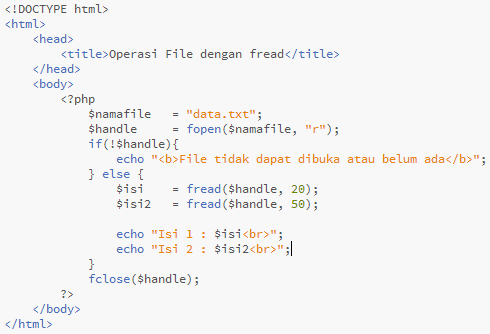 <!DOCTYPE html>
<html>
    <head>
        <title>Operasi File dengan fread</title>
    </head>
    <body>
        <?php
            $namafile   = "data.txt";
            $handle     = fopen($namafile, "r");
            if(!$handle){
                echo "<b>File tidak dapat dibuka atau belum ada</b>";
            } else {
                $isi    = fread($handle, 20);
                $isi2   = fread($handle, 50);

                echo "Isi 1 : $isi<br>";
                echo "Isi 2 : $isi2<br>";
            }
            fclose($handle);
        ?>
    </body>
</html>